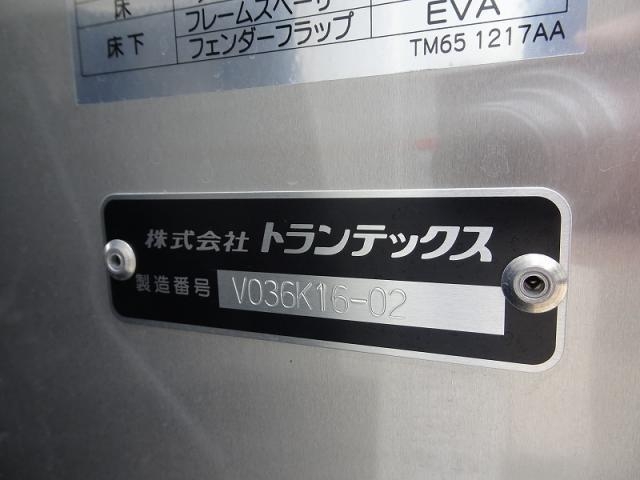 床 フレームスペーサ
床下 フェンダーフラップ EVA
TM65 1217AA
株式会社 トランテックス
製造番号 V036K16-02